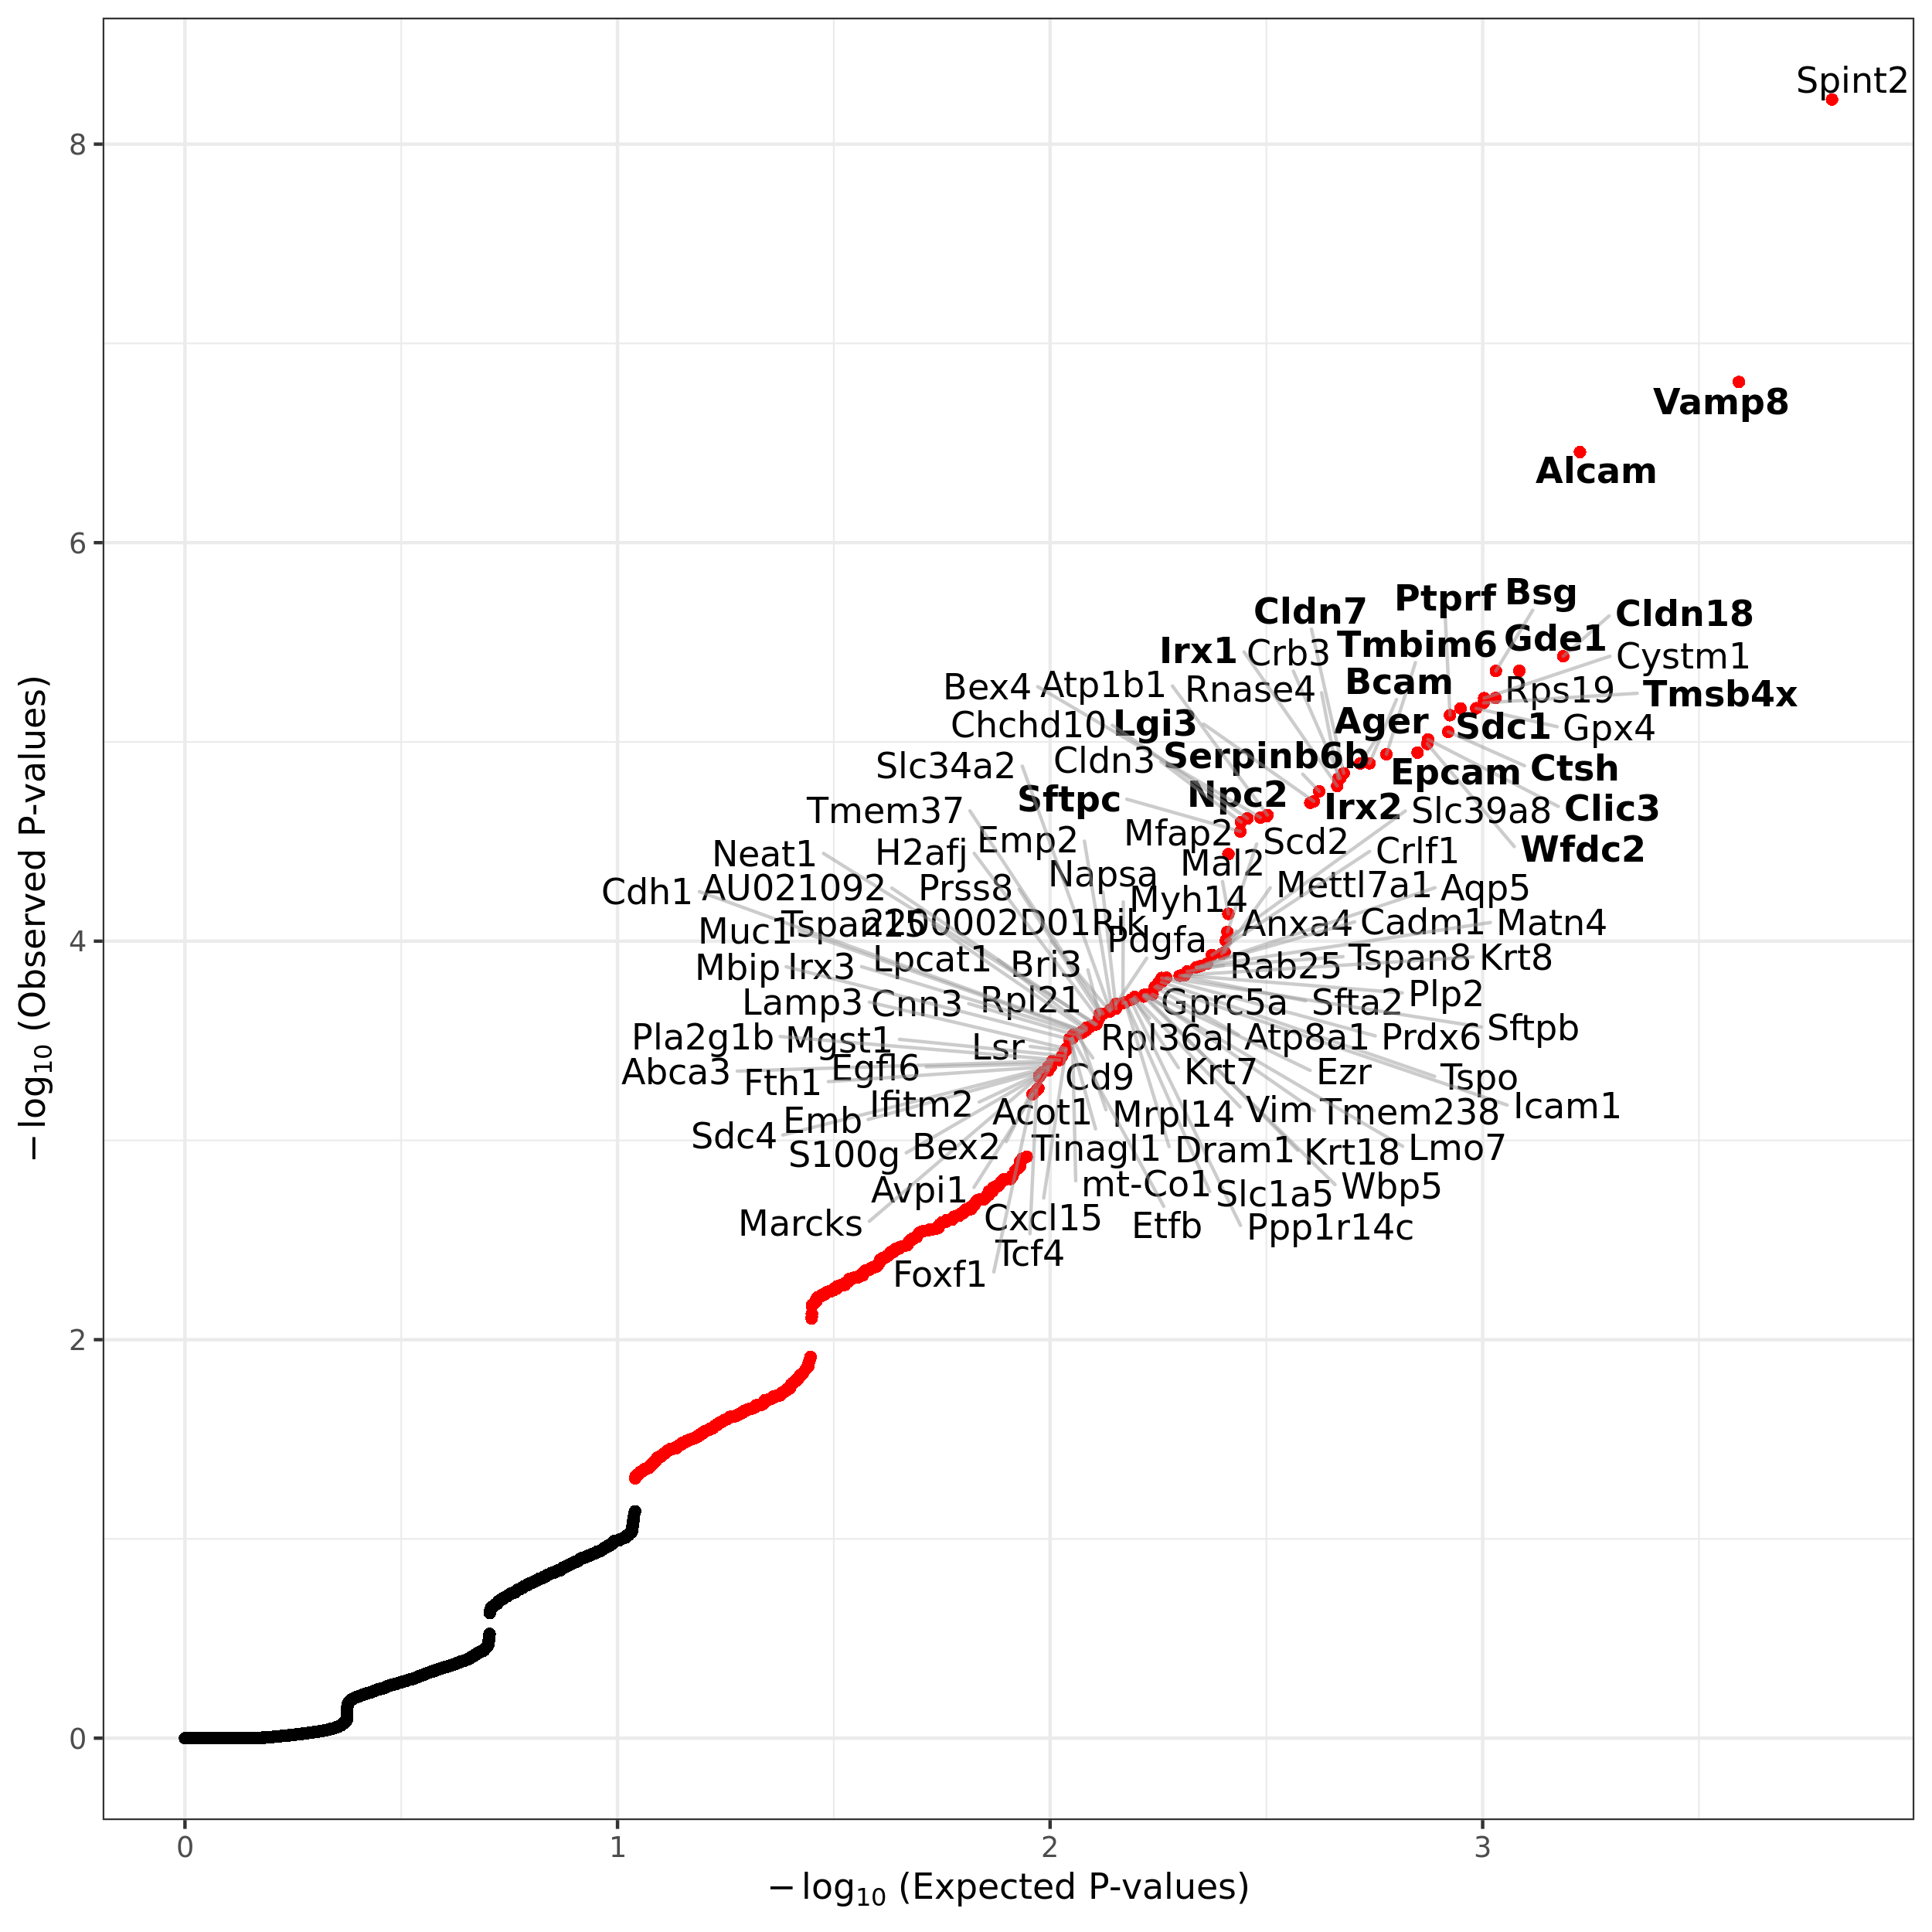 Spint2
8
Vamp8
Alcam
6
Ptprf Bsg
Cldn7 Cldn18
Irx1 Crb3 Tmbim6 Gde1 Cystm1
Bex4 Atp1b1 Rnase4 Bcam Rps19 Tmsb4x
Chchd10 Lgi3 Ager Sdc1 Gpx4
Slc34a2 Cldn3 Serpinb6b Epcam Ctsh
Tmem37 Sftpc Npc2 Irx2 Slc39a8 Clic3
Neat1 H2afj Emp2 Mfap2 Scd2 Crlf1 Wfdc2
Mal2
Cdh1 AU021092 Prss8 Napsa Myh14 Mettl7a1 Aqp5
Muc1 Tspan15 2200002D01Rik Pdgfa Anxa4 Cadm1 Matn4
4
Mbip Irx3 Lpcat1 Bri3 Rab25 Tspan8 Krt8
Lamp3 Cnn3 Rpl21 Gprc5a Sfta2 Plp2
Pla2g1b Mgst1 Lsr Rpl36al Atp8a1 Prdx6 Sftpb
Abca3 Fth1 Egfl6 Cd9 Krt7 Ezr Tspo
Sdc4 Emb Ifitm2 Acot1 Mrpl14 Vim Tmem238 Icam1
S100g Bex2 Tinagl1 Dram1 Krt18 Lmo7
Avpi1 mt-Co1 Slc1a5 Wbp5
Marcks Cxcl15 Etfb Ppp1r14c
Foxf1 Tcf4
2
0
0 1 2 3
−log10 (Expected P-values)
−log10 (Observed P-values)